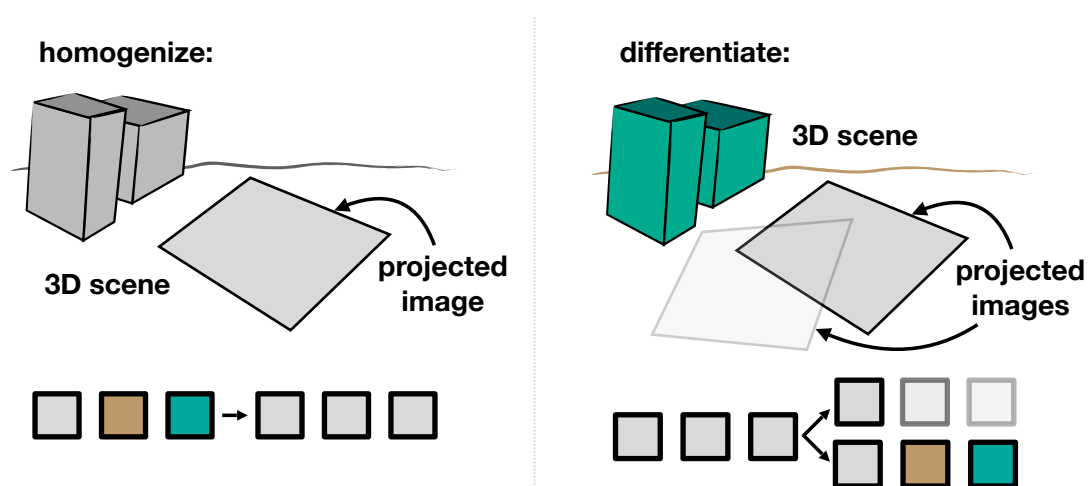 homogenize:
3D scene
projected
image
differentiate:
3D scene
projected
images